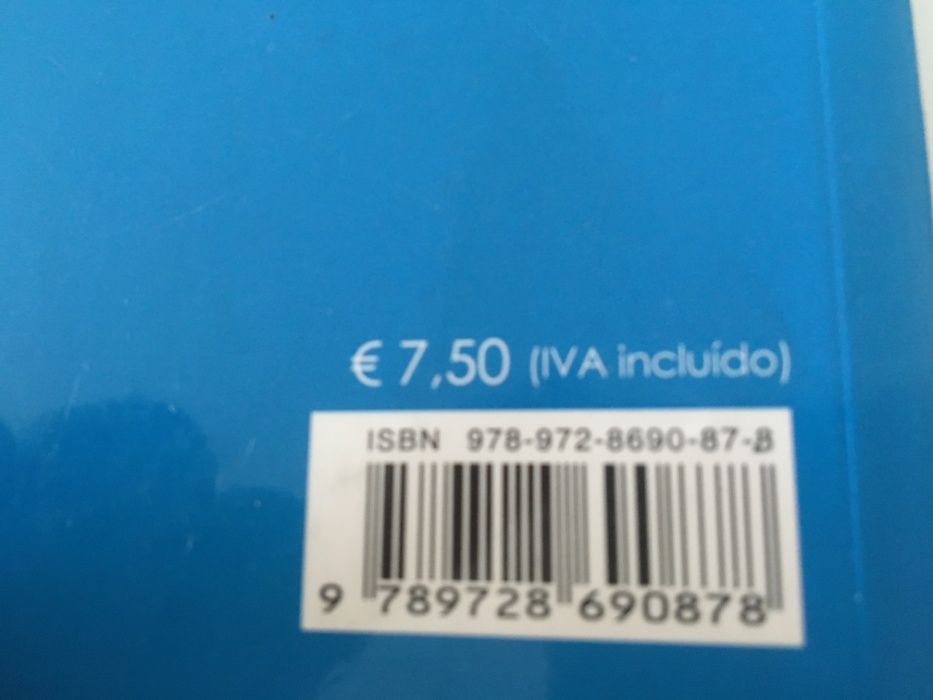 € 7,50 (IVA incluído)
ISBN 978-972-8690-87-8
9 789728 690878